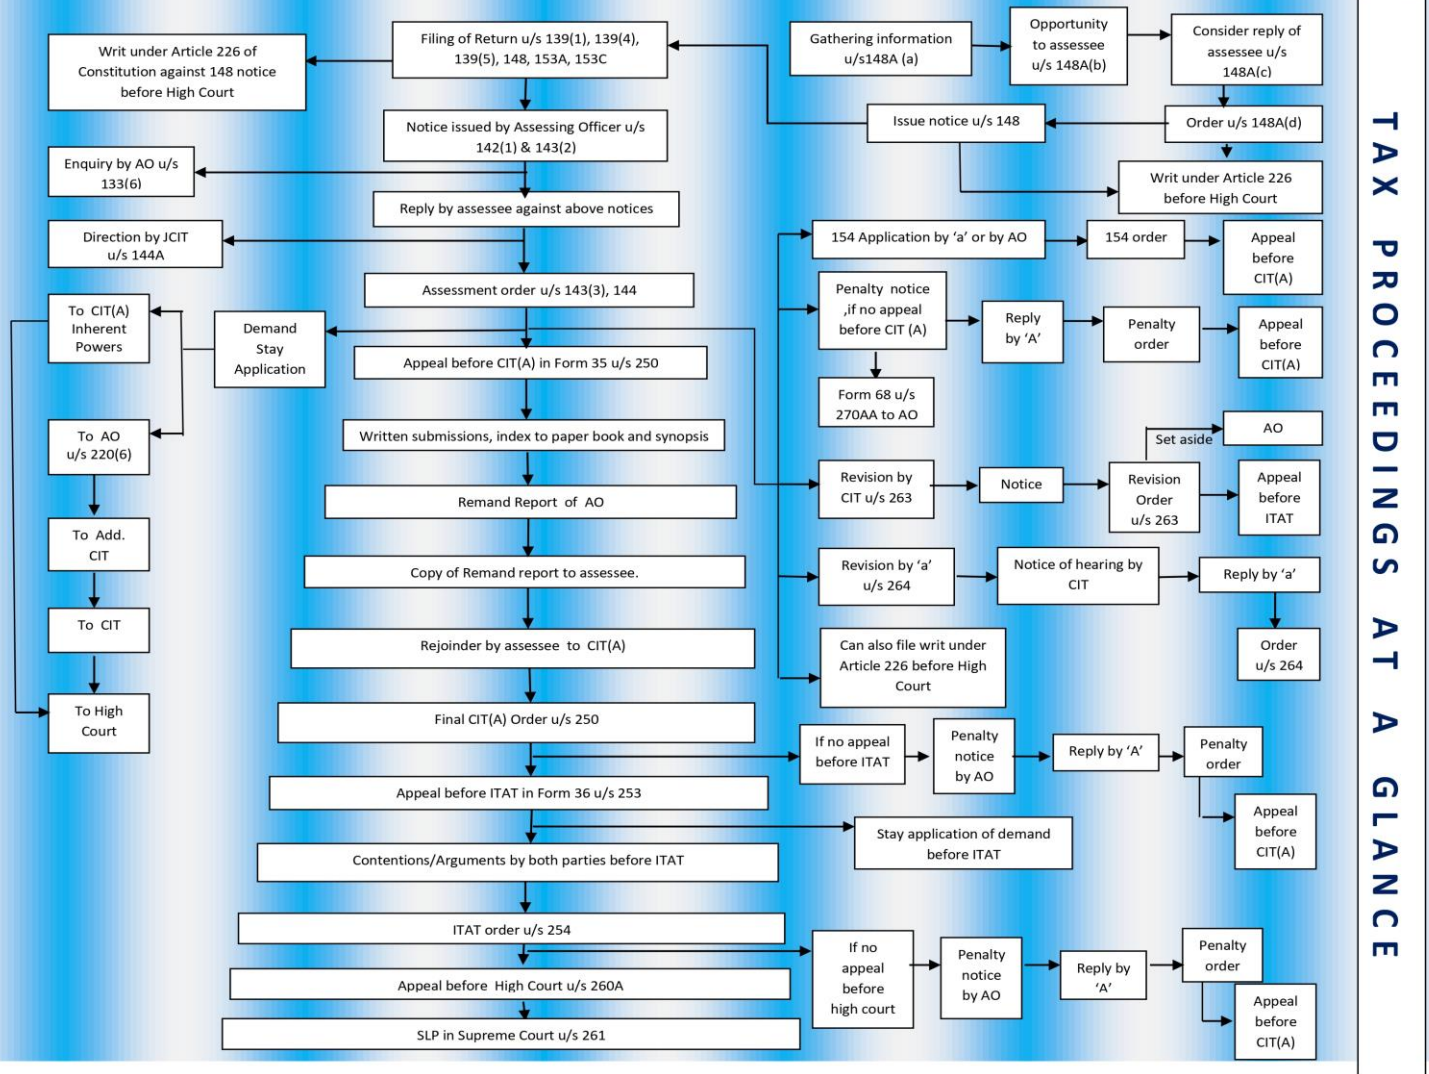 Writ under Article 226 of
Constitution against 148 notice
before High Court
Filing of Return u/s 139(1), 139(4),
139(5), 148, 153A, 153C
Gathering information
u/s148A (a)
Opportunity
to assessee
u/s 148A(b)
Consider reply of
assessee u/s
148A(c)
Notice issued by Assessing Officer u/s
142(1) & 143(2)
Issue notice u/s 148
Order u/s 148A(d)
Enquiry by AO u/s
133(6)
Writ under Article 226
before High Court
Reply by assessee against above notices
Direction by JCIT
u/s 144A
154 Application by ‘a’ or by AO
154 order
Appeal
before
CIT(A)
Assessment order u/s 143(3), 144
Penalty notice
,if no appeal
before CIT (A)
Reply
by ‘A’
Penalty
order
Appeal
before
CIT(A)
To CIT(A)
Inherent
Powers
Demand
Stay
Application
Appeal before CIT(A) in Form 35 u/s 250
Form 68 u/s
270AA to AO
To AO
u/s 220(6)
Written submissions, index to paper book and synopsis
Set aside
AO
Revision by
CIT u/s 263
Notice
Revision
Order
u/s 263
Appeal
before
ITAT
Remand Report of AO
To Add.
CIT
Copy of Remand report to assessee.
Revision by ‘a’
u/s 264
Notice of hearing by
CIT
Reply by ‘a’
To CIT
Rejoinder by assessee to CIT(A)
Can also file writ under
Article 226 before High
Court
Order
u/s 264
To High
Court
Final CIT(A) Order u/s 250
If no appeal
before ITAT
Penalty
notice
by AO
Reply by ‘A’
Penalty
order
Appeal before ITAT in Form 36 u/s 253
Appeal
before
CIT(A)
Stay application of demand
before ITAT
Contentions/Arguments by both parties before ITAT
ITAT order u/s 254
If no
appeal
before
high court
Penalty
notice
by AO
Reply by
‘A’
Penalty
order
Appeal before High Court u/s 260A
Appeal
before
CIT(A)
SLP in Supreme Court u/s 261
TAX PROCEEDINGS AT A GLANCE